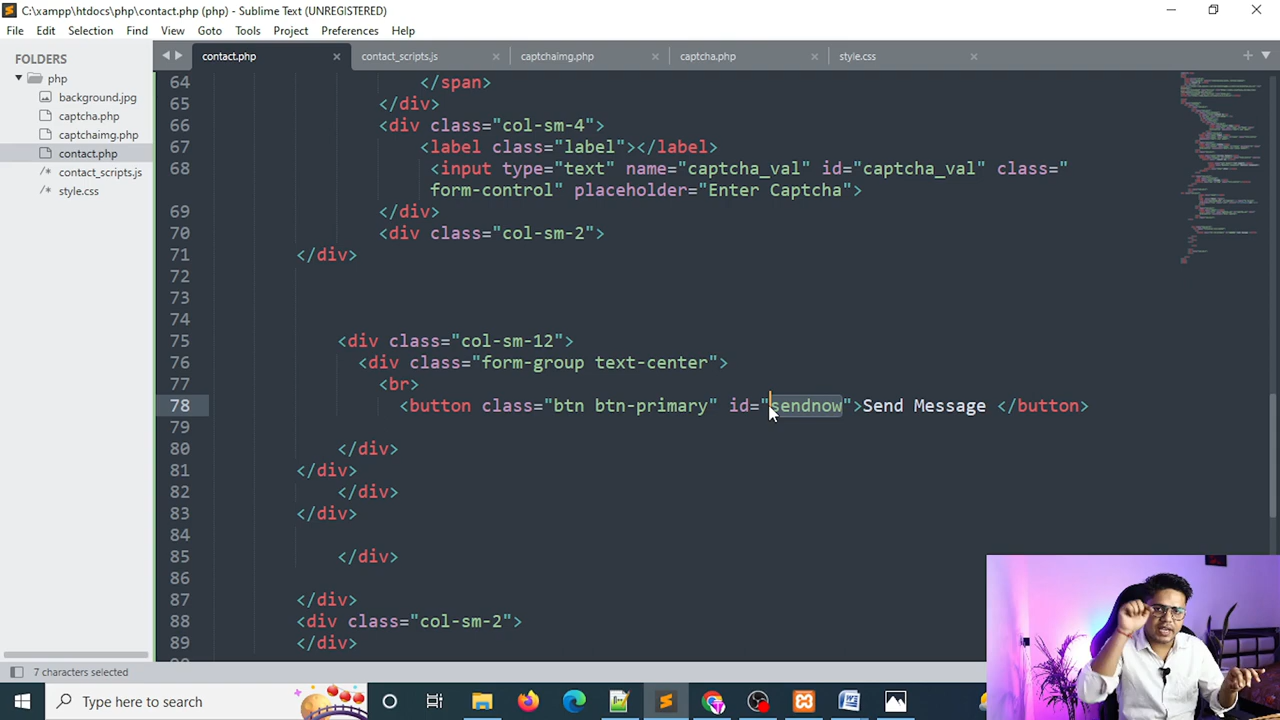 C:\xampp\htdocs\php\contact.php (php) - Sublime Text (UNREGISTERED)
File Edit Selection Find View Goto Tools Project Preferences Help
FOLDERS
php
background.jpg
captcha.php
captchaimg.php
contact.php
contact_scripts.js
style.css
contact.php contact_scripts.js captchaimg.php captcha.php style.css
64 </span>
65 </div>
66 <div class="col-sm-4">
67 <label class="label"></label>
68 <input type="text" name="captcha_val" id="captcha_val" class="
form-control" placeholder="Enter Captcha">
69 </div>
70 <div class="col-sm-2">
71 </div>
72
73
74
75 <div class="col-sm-12">
76 <div class="form-group text-center">
77 <br>
78 <button class="btn btn-primary" id="sendnow">Send Message </button>
79
80 </div>
81 </div>
82 </div>
83 </div>
84
85 </div>
86
87 </div>
88 <div class="col-sm-2">
89 </div>
7 characters selected
Type here to search